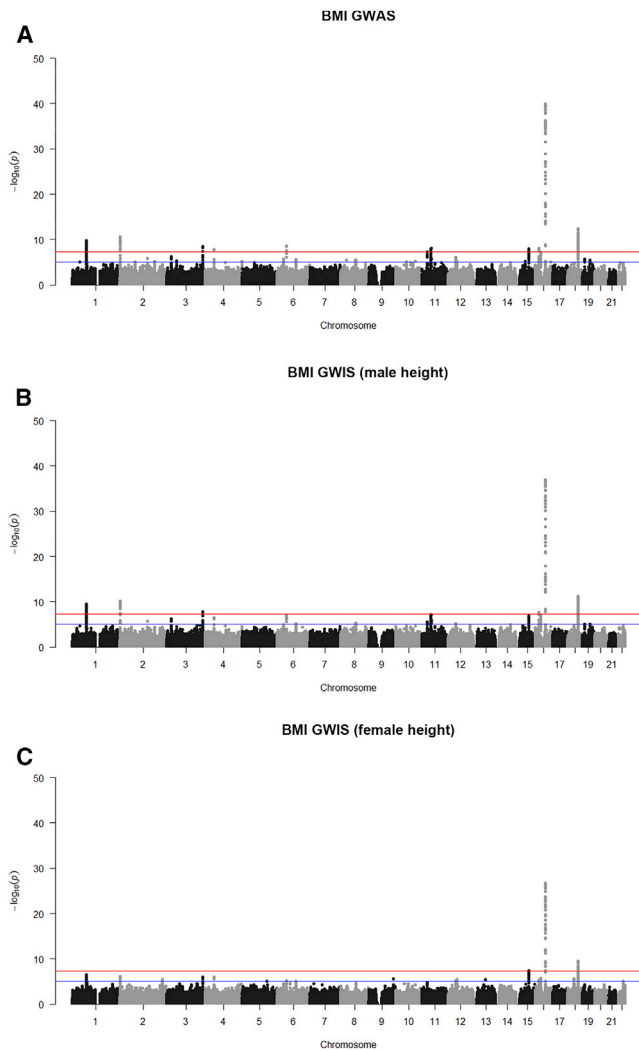 BMI GWAS
A
50
40
30
20
10
0
−log10(p)
1 2 3 4 5 6 7 8 9 10 11 12 13 14 15 17 19 21
Chromosome
BMI GWIS (male height)
B
50
40
30
20
10
0
−log10(p)
1 2 3 4 5 6 7 8 9 10 11 12 13 14 15 17 19 21
Chromosome
BMI GWIS (female height)
C
50
40
30
20
10
0
−log10(p)
1 2 3 4 5 6 7 8 9 10 11 12 13 14 15 17 19 21
Chromosome